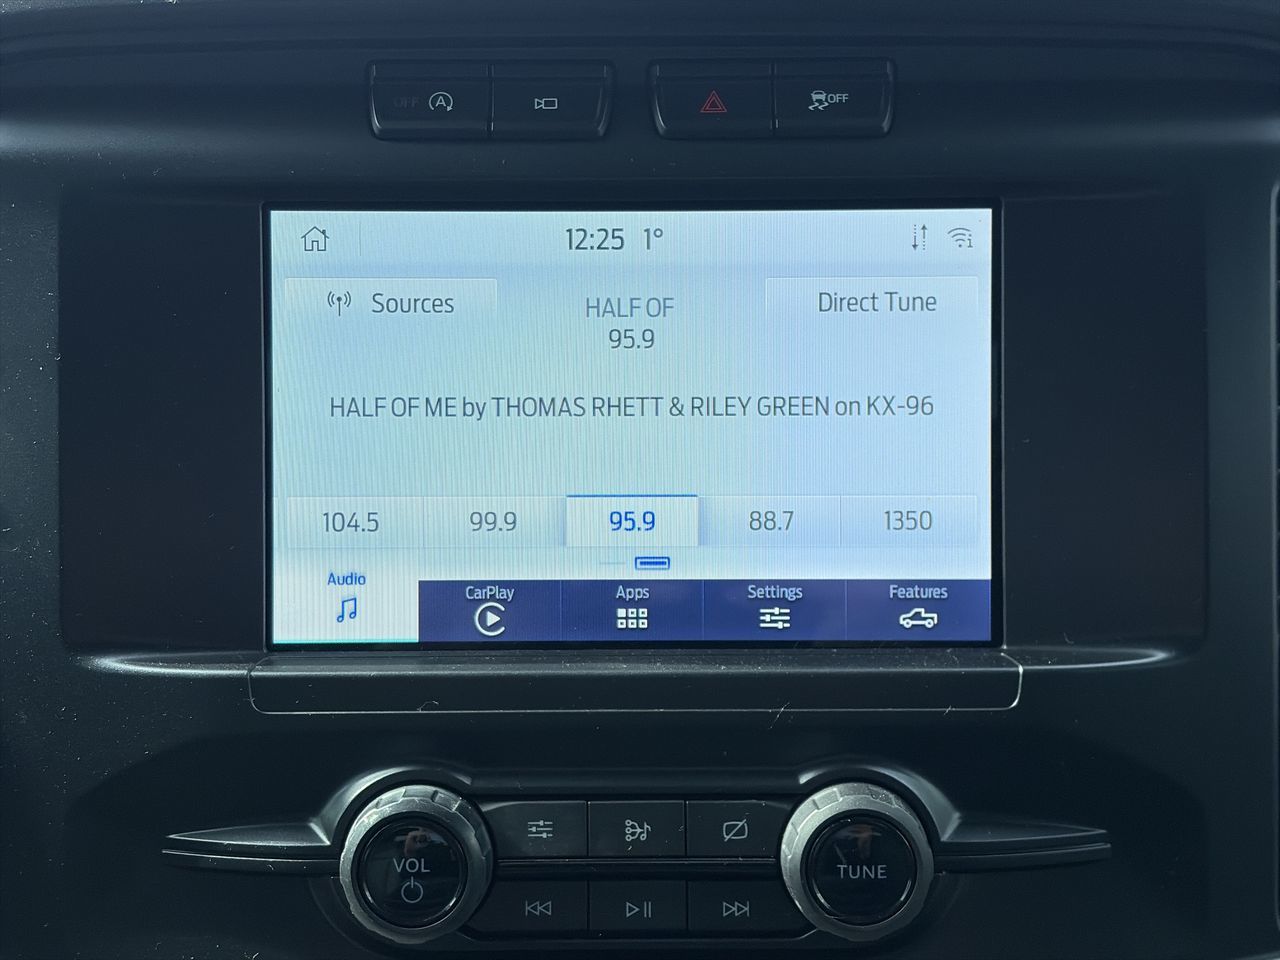 OFF A
OFF
12:25 1°
Sources
HALF OF
Direct Tune
95.9
HALF OF ME by THOMAS RHETT & RILEY GREEN on KX-96
104.5 99.9 95.9 88.7 1350
Audio CarPlay Apps Settings Features
VOL
TUNE